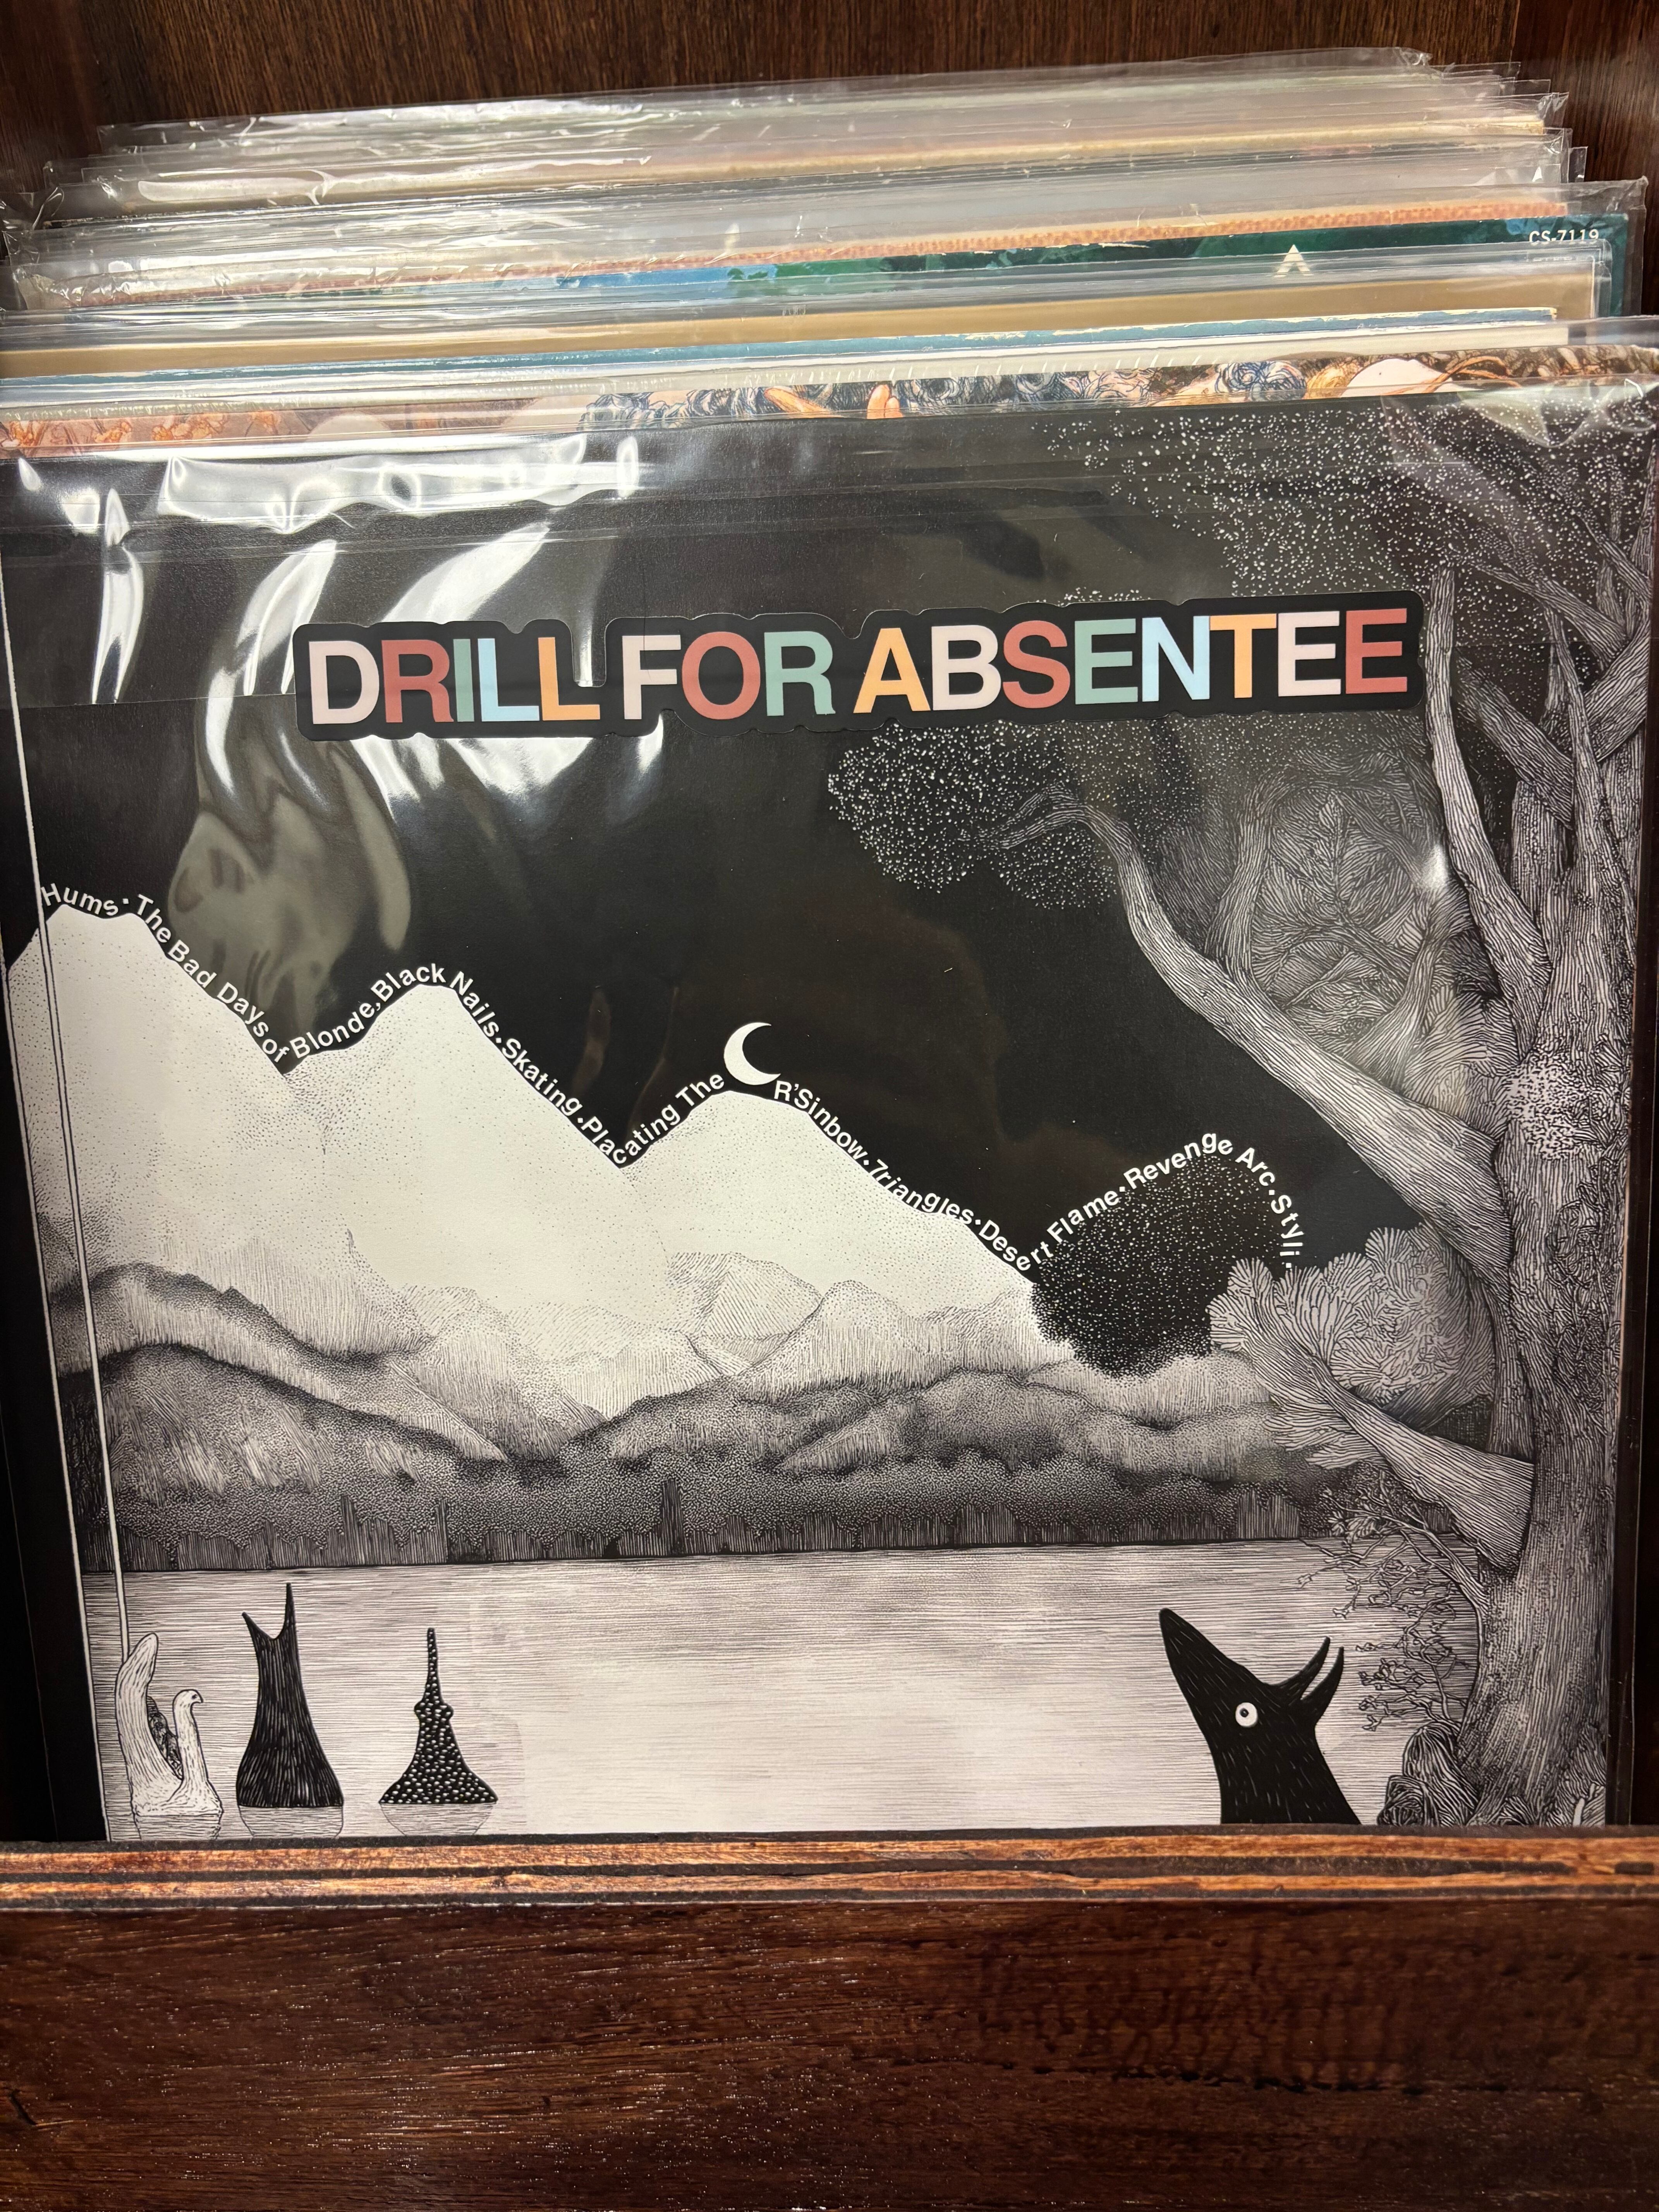 CS-7119
DRILL FOR ABSENTEE
Hums · The Bad Days of Blonde, Black Nails · Skating · Placating The R'Sinbow · 7riangles · Desert Flame · Revenge Arc · Styli ·